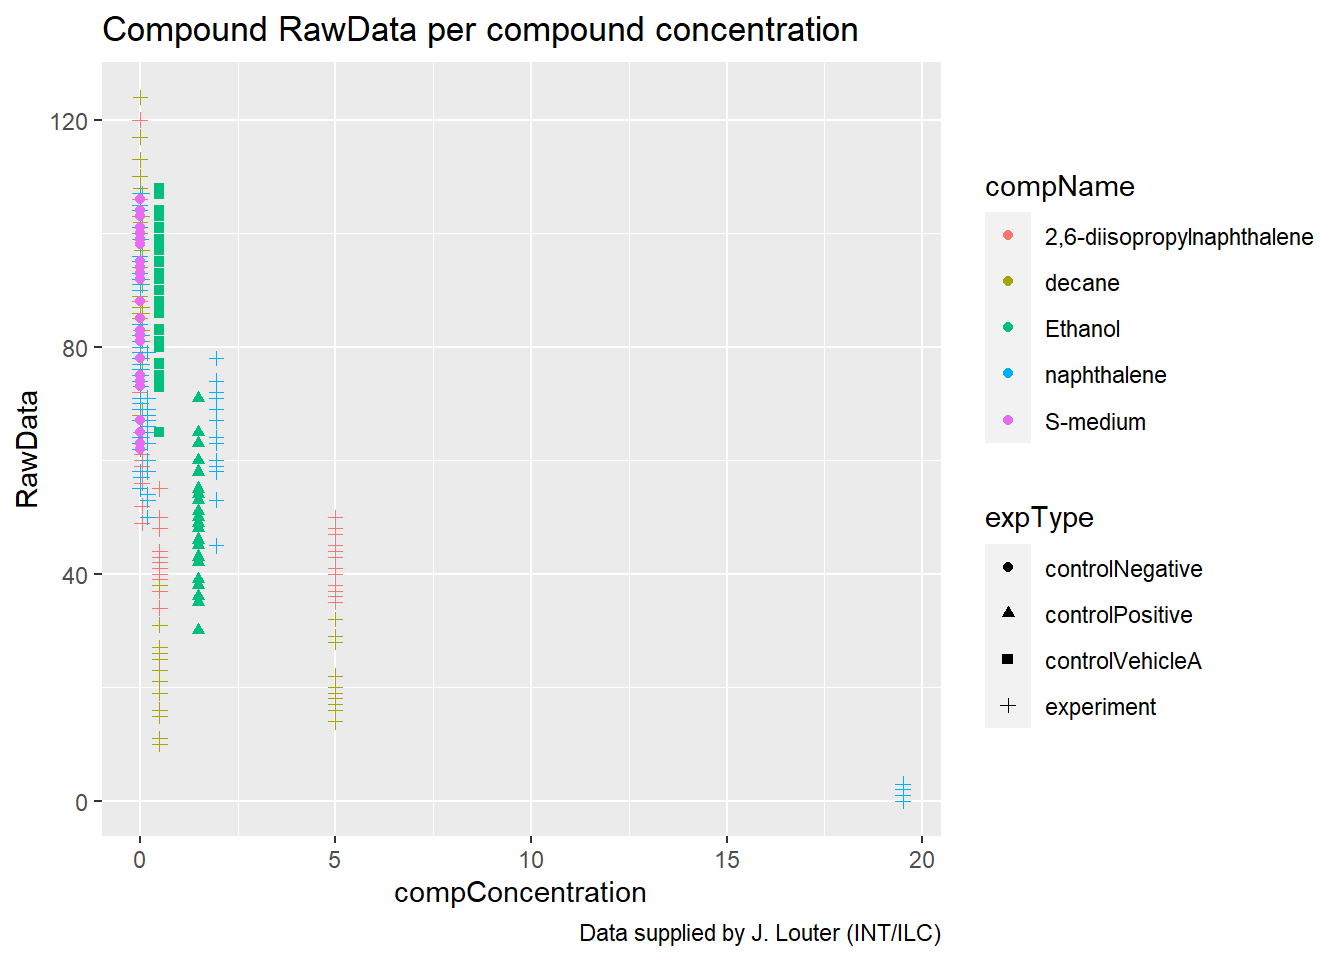 Compound RawData per compound concentration
RawData
120
80
40
0
0 5 10 15 20
compConcentration
Data supplied by J. Louter (INT/ILC)
compName
2,6-diisopropylnaphthalene
decane
Ethanol
naphthalene
S-medium
expType
controlNegative
controlPositive
controlVehicleA
experiment